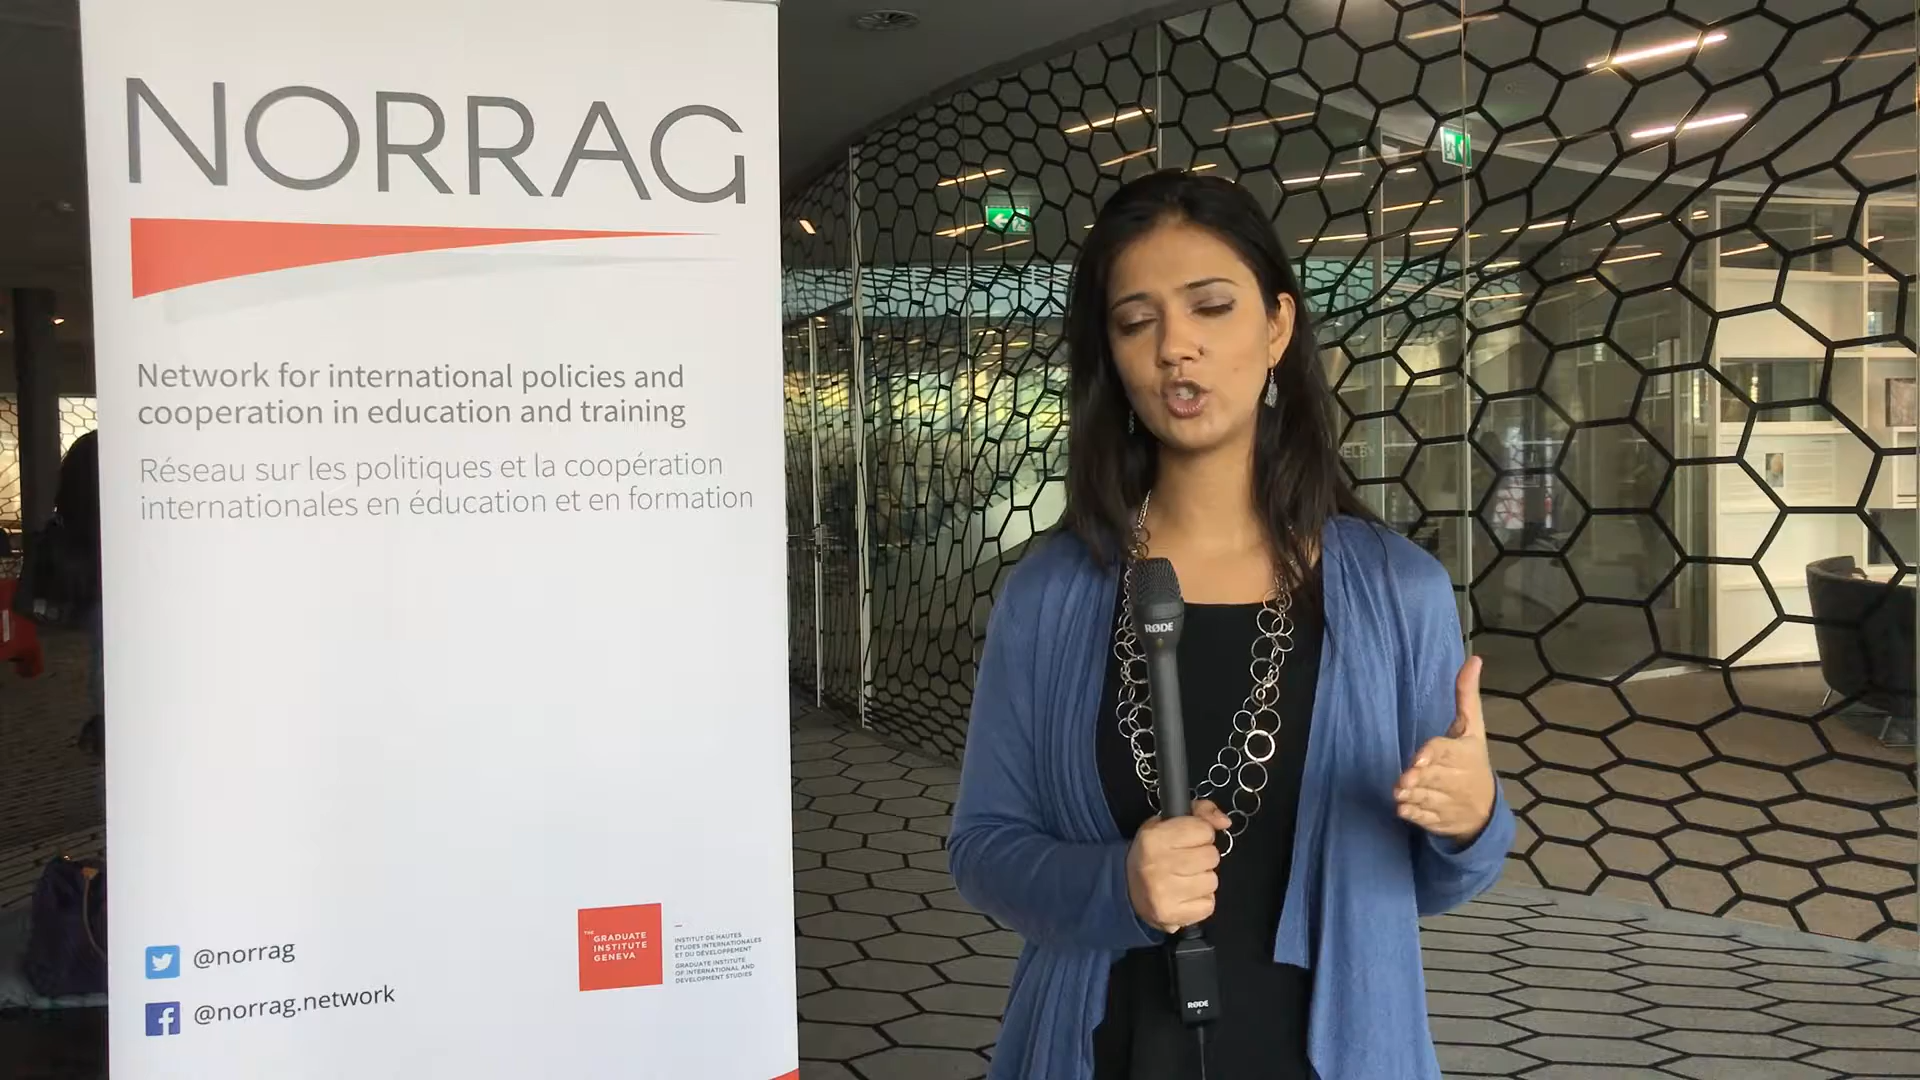 NORRAG
Network for international policies and
cooperation in education and training
Réseau sur les politiques et la coopération
internationales en éducation et en formation
@norrag
@norrag.network
THE
GRADUATE
INSTITUTE
GENEVA
INSTITUT DE HAUTES
ÉTUDES INTERNATIONALES
ET DU DÉVELOPPEMENT
GRADUATE INSTITUTE
OF INTERNATIONAL AND
DEVELOPMENT STUDIES
RØDE
RØDE